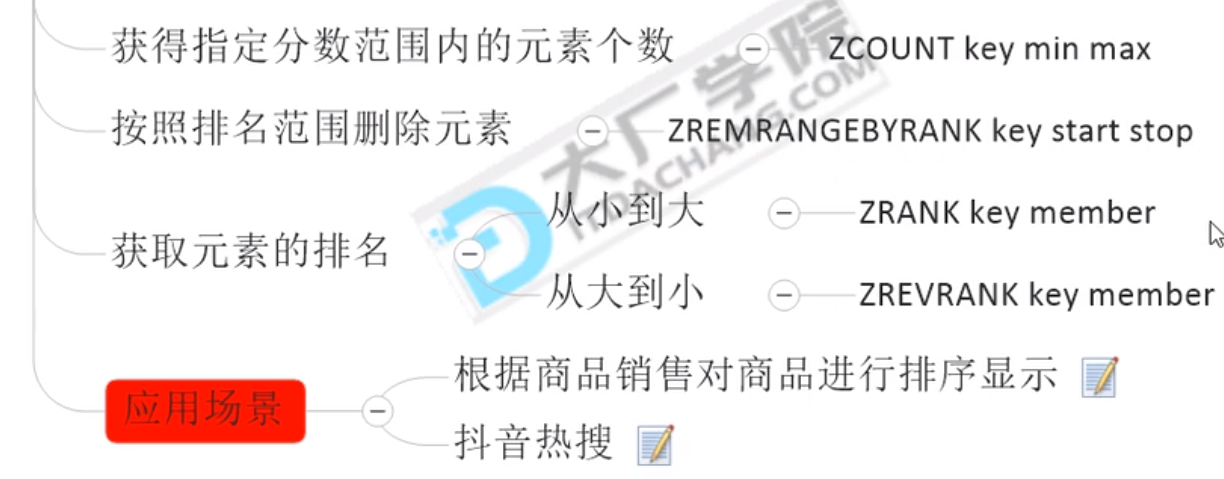 获得指定分数范围内的元素个数 ZCOUNT key min max
按照排名范围删除元素 ZREMRANGEBYRANK key start stop
从小到大 ZRANK key member
获取元素的排名
从大到小 ZREVRANK key member
根据商品销售对商品进行排序显示
应用场景
抖音热搜
大厂学院
ITDACHANG.COM